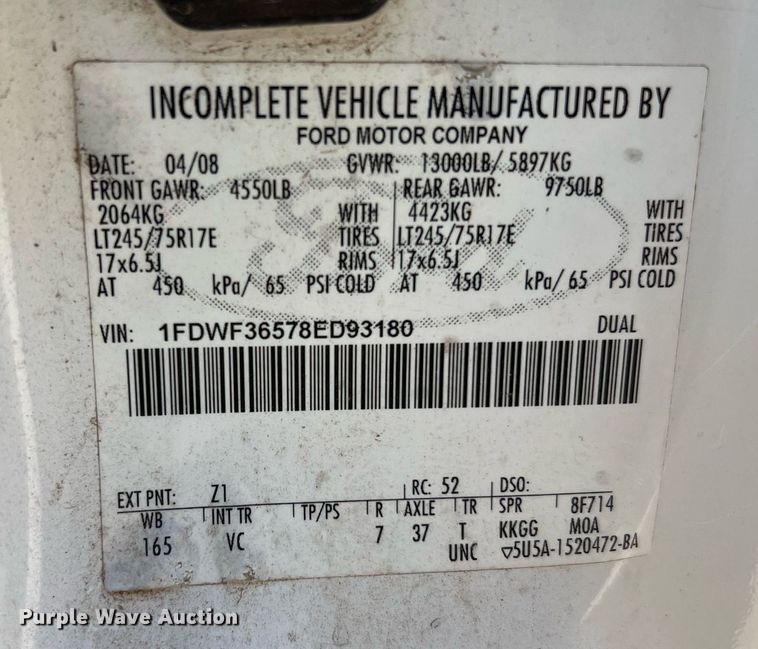 INCOMPLETE VEHICLE MANUFACTURED BY
FORD MOTOR COMPANY
DATE: 04/08 GVWR: 13000LB/ 5897KG
FRONT GAWR: 4550LB REAR GAWR: 9750LB
2064KG WITH 4423KG WITH
LT245/75R17E TIRES LT245/75R17E TIRES
17x6.5J RIMS 17x6.5J RIMS
AT 450 kPa/ 65 PSI COLD AT 450 kPa/ 65 PSI COLD
VIN: 1FDWF36578ED93180 DUAL
EXT PNT: Z1 RC: 52 DSO:
WB INT TR TP/PS R AXLE TR SPR 8F714
165 VC 7 37 T KKGG MOA
UNC ▽5U5A-1520472-BA
Purple Wave Auction